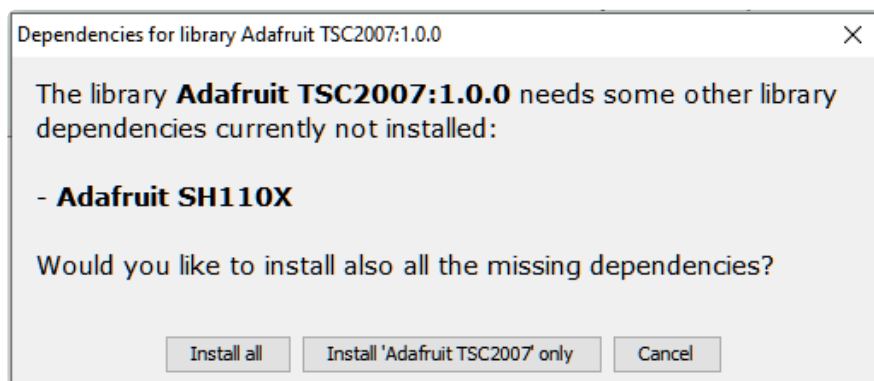 Dependencies for library Adafruit TSC2007:1.0.0
The library Adafruit TSC2007:1.0.0 needs some other library
dependencies currently not installed:
- Adafruit SH110X
Would you like to install also all the missing dependencies?
Install all
Install 'Adafruit TSC2007' only
Cancel